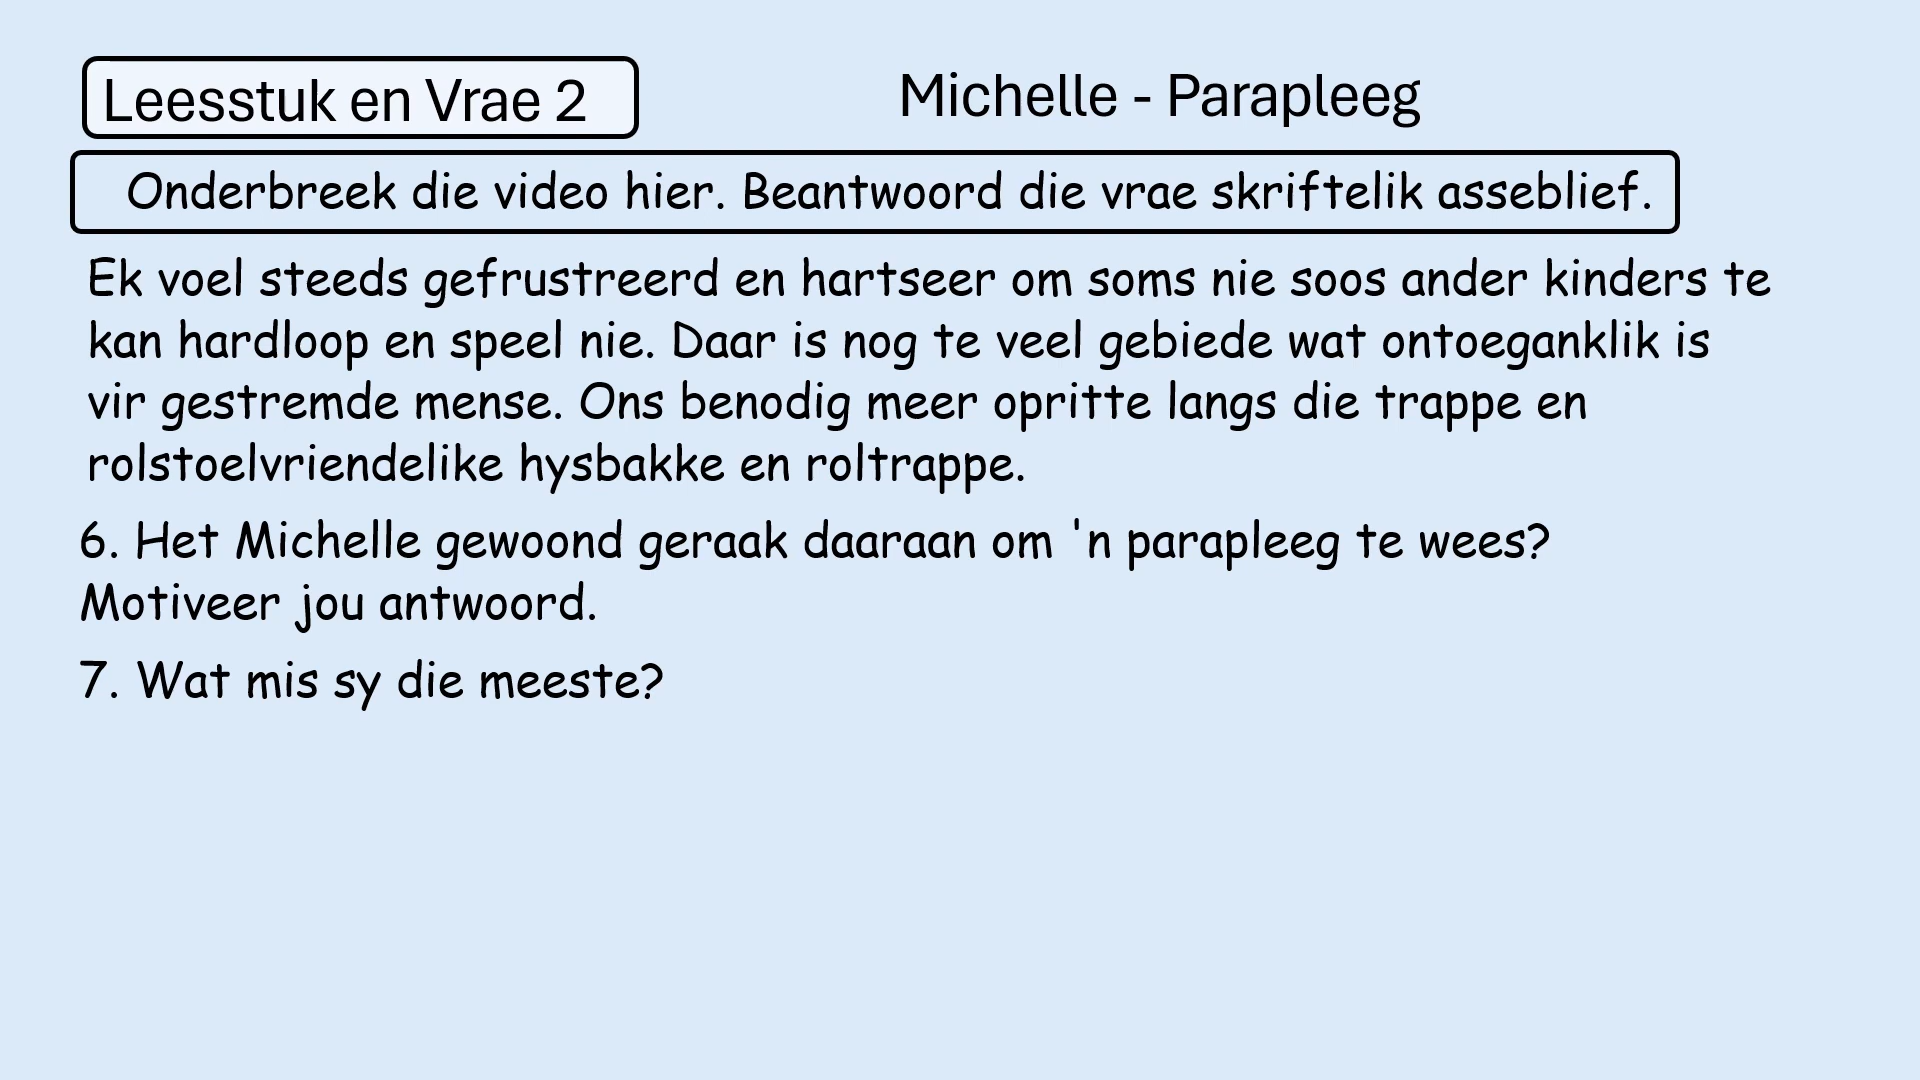 Leesstuk en Vrae 2
Michelle - Parapleeg
Onderbreek die video hier. Beantwoord die vrae skriftelik asseblief.
Ek voel steeds gefrustreerd en hartseer om soms nie soos ander kinders te
kan hardloop en speel nie. Daar is nog te veel gebiede wat ontoeganklik is
vir gestremde mense. Ons benodig meer opritte langs die trappe en
rolstoelvriendelike hysbakke en roltrappe.
6. Het Michelle gewoond geraak daaraan om 'n parapleeg te wees?
Motiveer jou antwoord.
7. Wat mis sy die meeste?